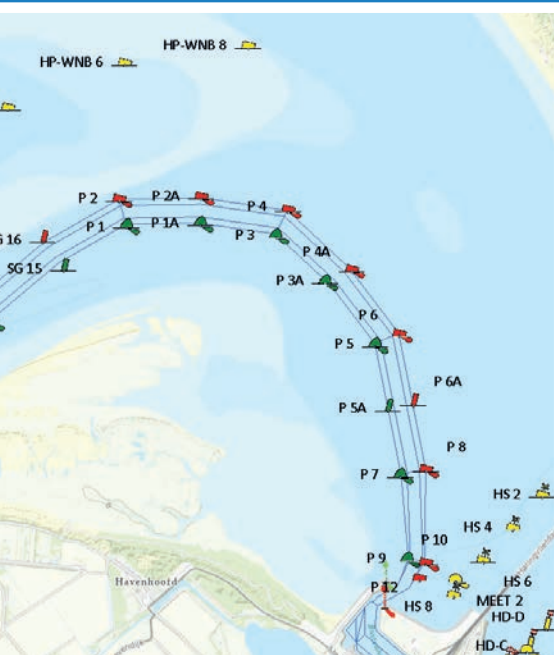 HP-WNB 8
HP-WNB 6
P 2
P 2A
P 4
P 1
P 1A
P 3
G 16
SG 15
P 4A
P 3A
P 6
P 5
P 6A
P 5A
P 8
P 7
HS 2
HS 4
P 10
P 9
Havenhoofd
P 12
HS 6
HS 8
MEET 2
HD-D
HD-C
dijk